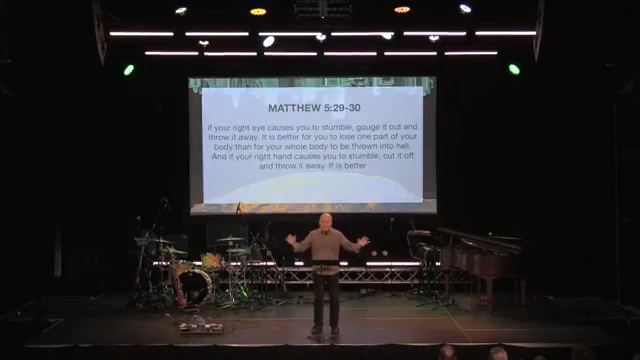 MATTHEW 5:29-30
If your right eye causes you to stumble, gouge it out and
throw it away. It is better for you to lose one part of your
body than for your whole body to be thrown into hell.
And if your right hand causes you to stumble, cut it off
and throw it away. It is better